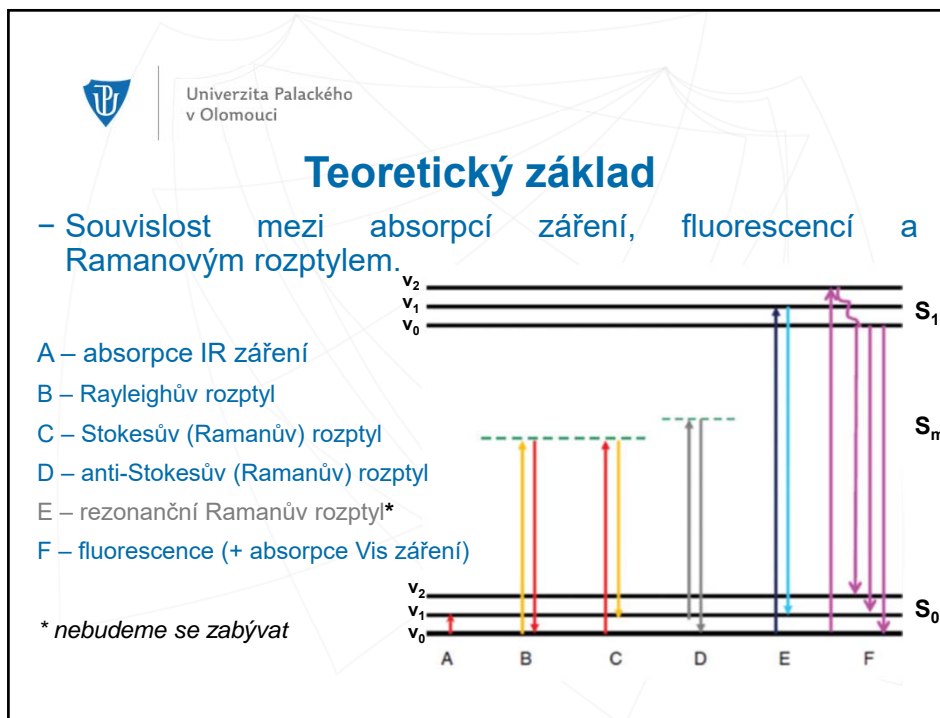 Univerzita Palackého
v Olomouci
Teoretický základ
– Souvislost mezi absorpcí záření, fluorescencí a
Ramanovým rozptylem.
v₂
v₁
v₀
S₁
A – absorpce IR záření
B – Rayleighův rozptyl
C – Stokesův (Ramanův) rozptyl
Sm
D – anti-Stokesův (Ramanův) rozptyl
E – rezonanční Ramanův rozptyl*
F – fluorescence (+ absorpce Vis záření)
v₂
v₁
v₀
S₀
* nebudeme se zabývat
A B C D E F